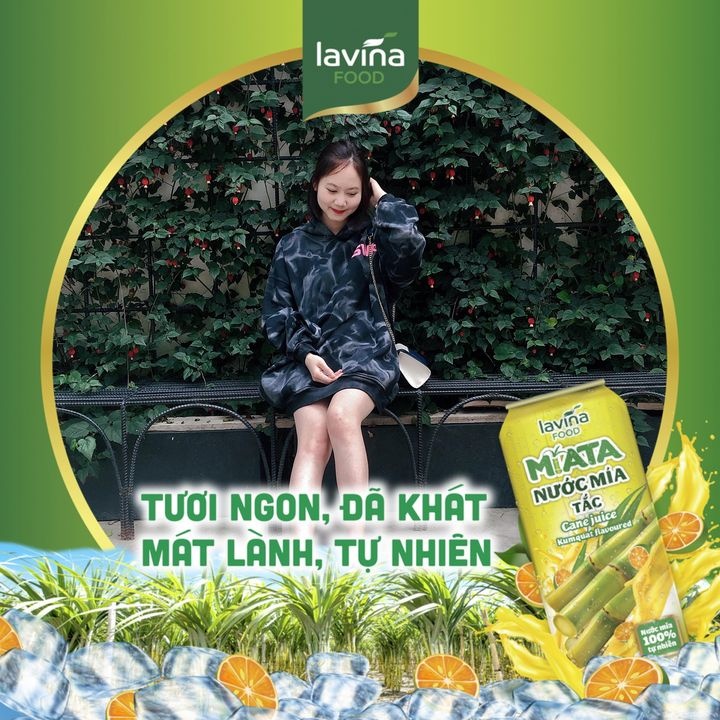 lavina
FOOD
TƯƠI NGON, ĐÃ KHÁT
MÁT LÀNH, TỰ NHIÊN
lavina
FOOD
MÍATA
NƯỚC MÍA
TẮC
Cane juice
Kumquat flavoured
Nước mía
100%
tự nhiên